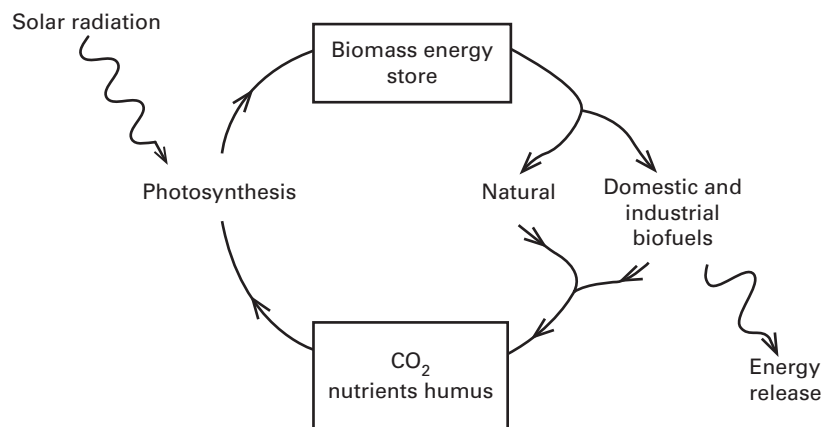 Solar radiation
Biomass energy
store
Photosynthesis
Natural
Domestic and
industrial
biofuels
CO₂
nutrients humus
Energy
release